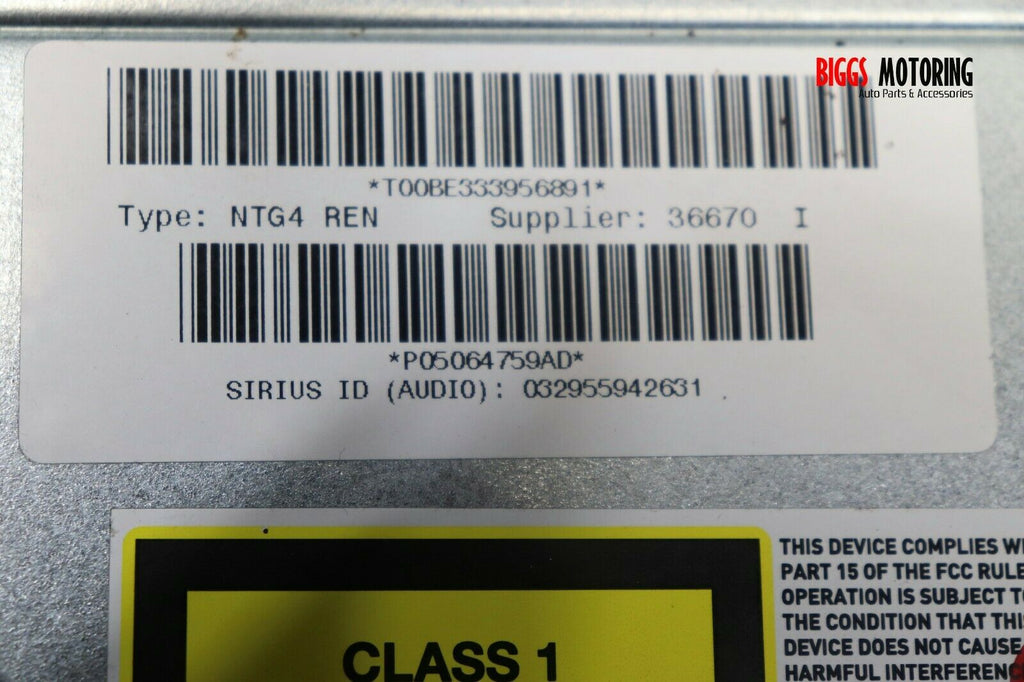 BIGGS MOTORING
Auto Parts & Accessories
*T00BE333956891*
Type: NTG4 REN Supplier: 36670 I
*P05064759AD*
SIRIUS ID (AUDIO): 032955942631
CLASS 1
THIS DEVICE COMPLIES
PART 15 OF THE FCC RULE
OPERATION IS SUBJECT
THE CONDITION THAT THI
DEVICE DOES NOT CAUSE
HARMFUL INTERFEREN